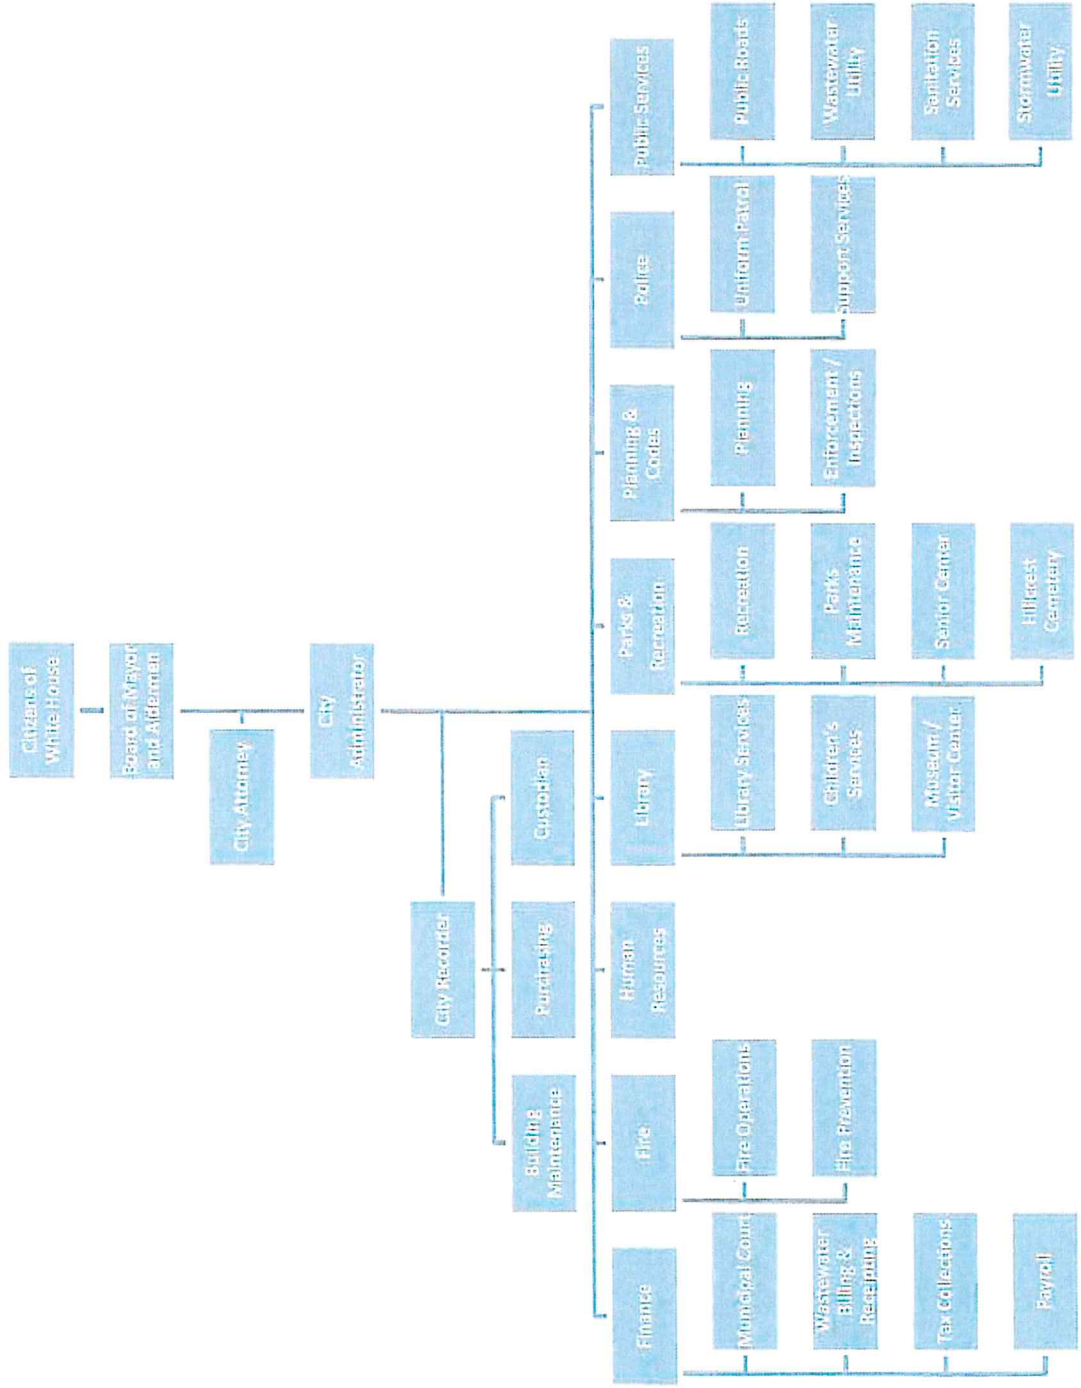 Citizens of
White House
Board of Mayor
and Aldermen
City Attorney
City
Administrator
City Recorder
Building
Maintenance
Purchasing
Custodian
Finance
Fire
Human
Resources
Library
Parks &
Recreation
Planning &
Codes
Police
Public Services
Municipal Court
Fire Operations
Library Services
Recreation
Planning
Uniform Patrol
Public Roads
Wastewater
Billing &
Receipting
Fire Prevention
Children's
Services
Parks
Maintenance
Enforcement /
Inspections
Support Services
Wastewater
Utility
Tax Collections
Museum /
Visitor Center
Senior Center
Sanitation
Services
Payroll
Hillcrest
Cemetery
Stormwater
Utility